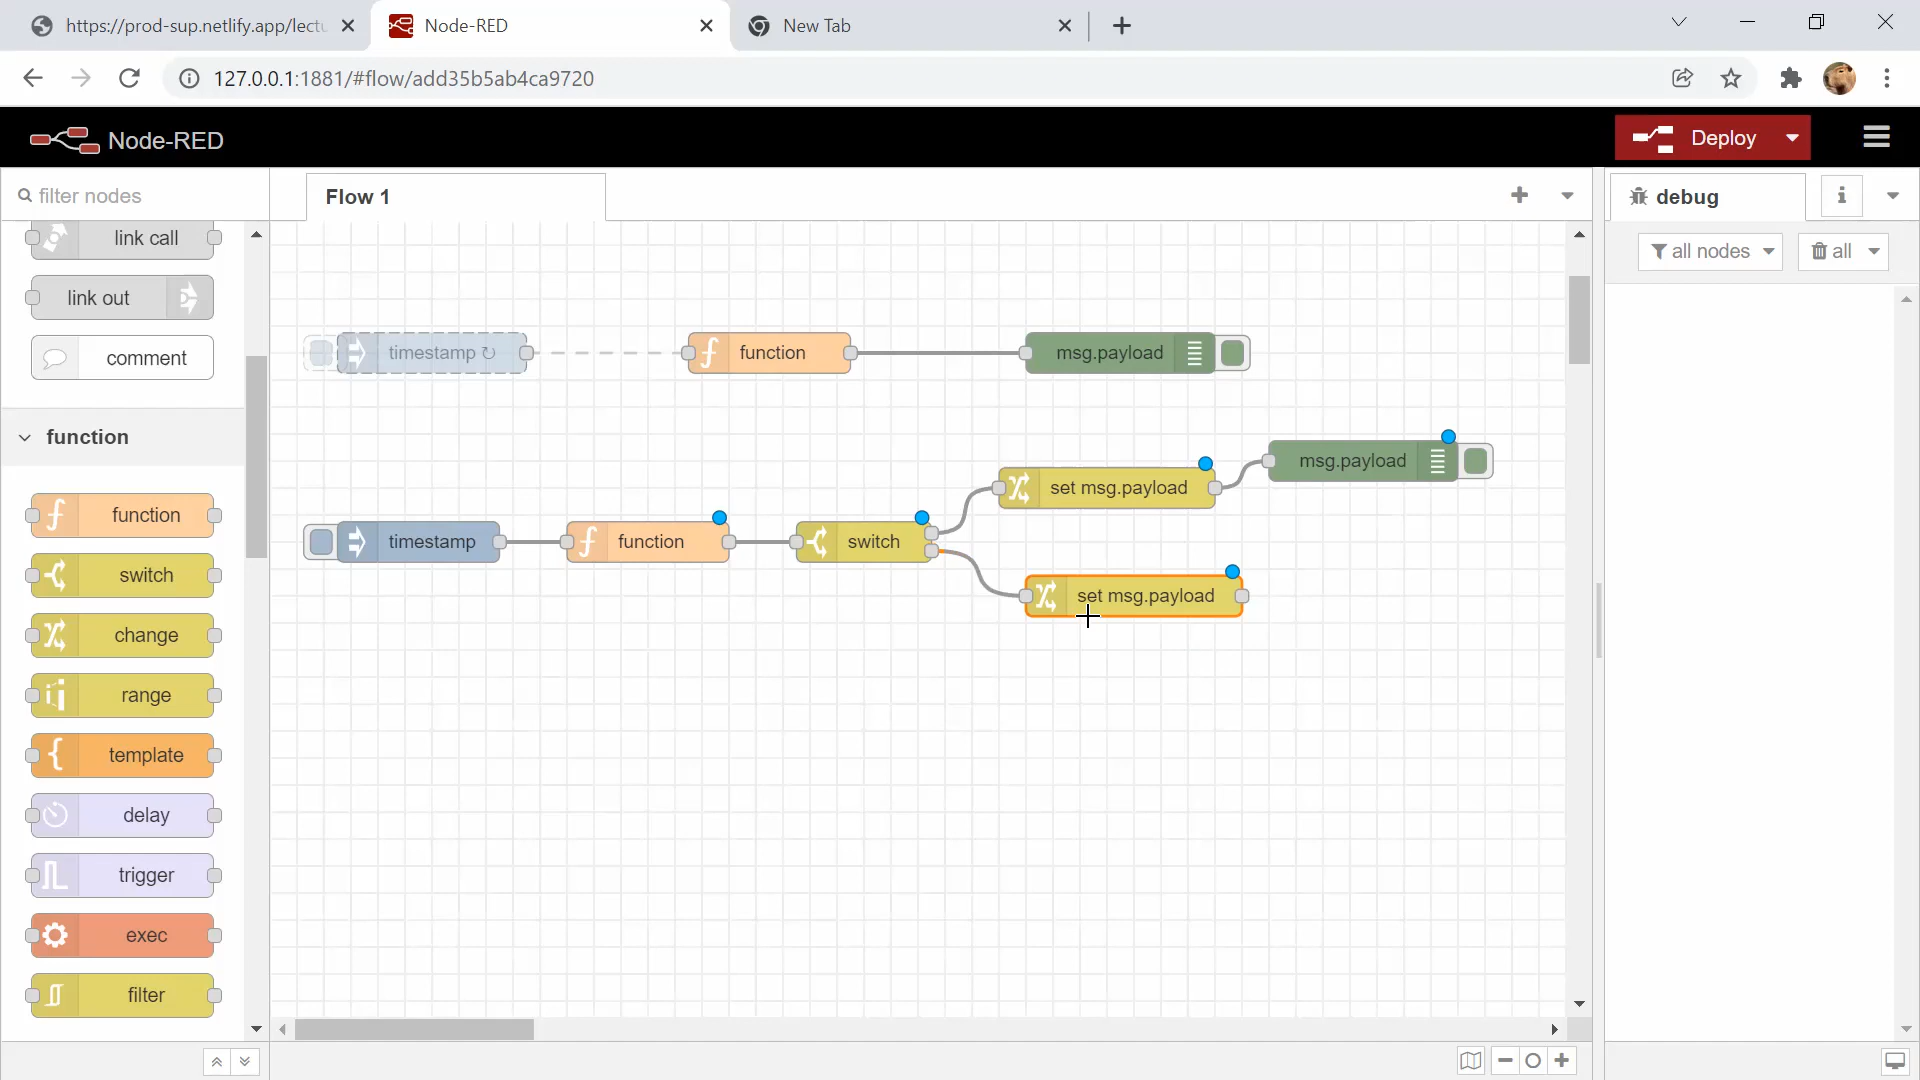 https://prod-sup.netlify.app/lectu
Node-RED
New Tab
127.0.0.1:1881/#flow/add35b5ab4ca9720
Node-RED
Deploy
filter nodes
Flow 1
debug
i
all nodes
all
link call
link out
comment
function
function
switch
change
range
template
delay
trigger
exec
filter
timestamp ↻
function
msg.payload
msg.payload
set msg.payload
timestamp
function
switch
set msg.payload